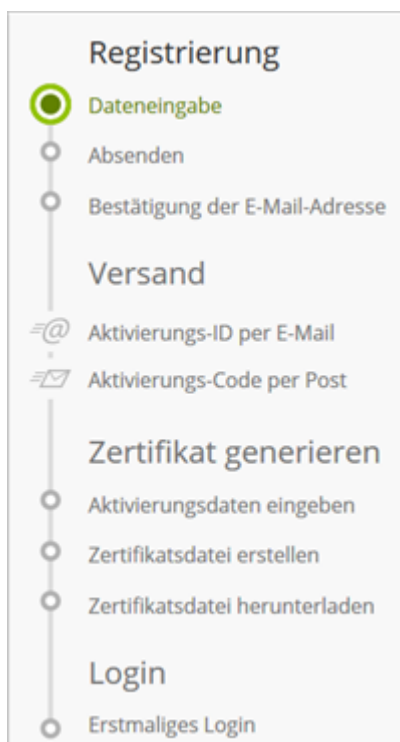 Registrierung
Dateneingabe
Absenden
Bestätigung der E-Mail-Adresse
Versand
Aktivierungs-ID per E-Mail
Aktivierungs-Code per Post
Zertifikat generieren
Aktivierungsdaten eingeben
Zertifikatsdatei erstellen
Zertifikatsdatei herunterladen
Login
Erstmaliges Login